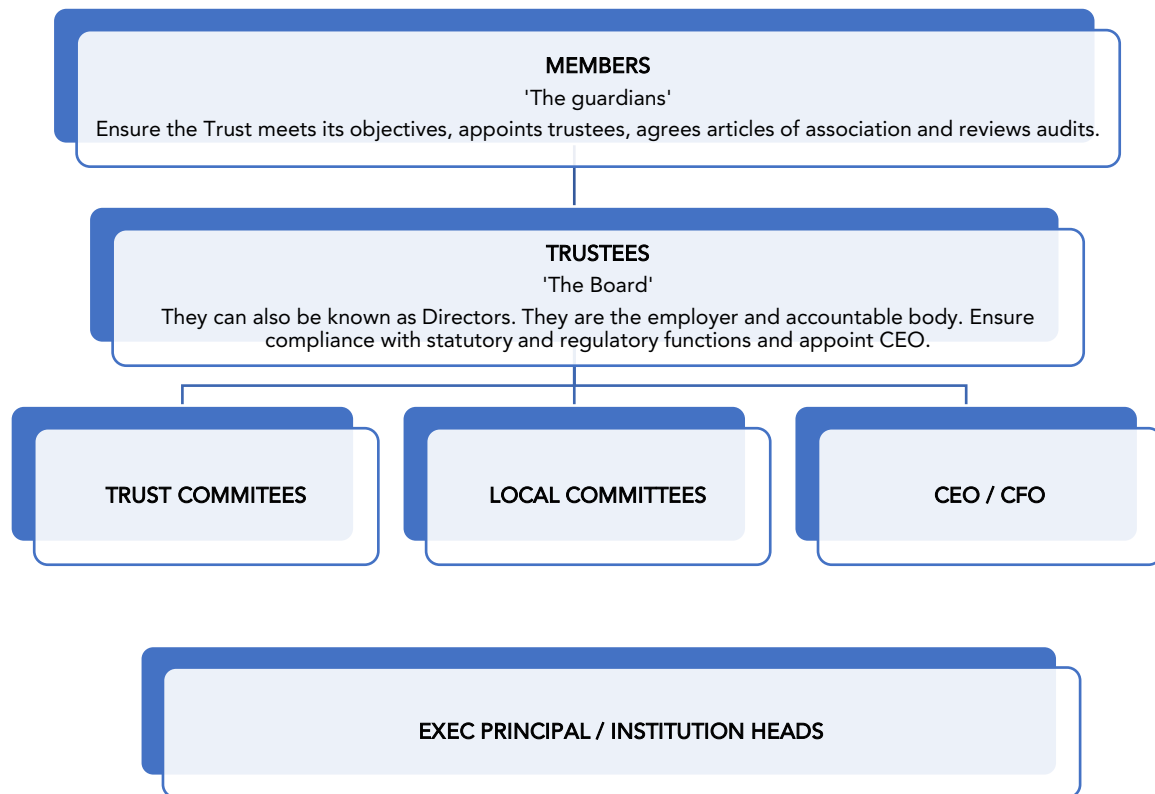 MEMBERS
'The guardians'
Ensure the Trust meets its objectives, appoints trustees, agrees articles of association and reviews audits.
TRUSTEES
'The Board'
They can also be known as Directors. They are the employer and accountable body. Ensure
compliance with statutory and regulatory functions and appoint CEO.
TRUST COMMITEES
LOCAL COMMITTEES
CEO / CFO
EXEC PRINCIPAL / INSTITUTION HEADS